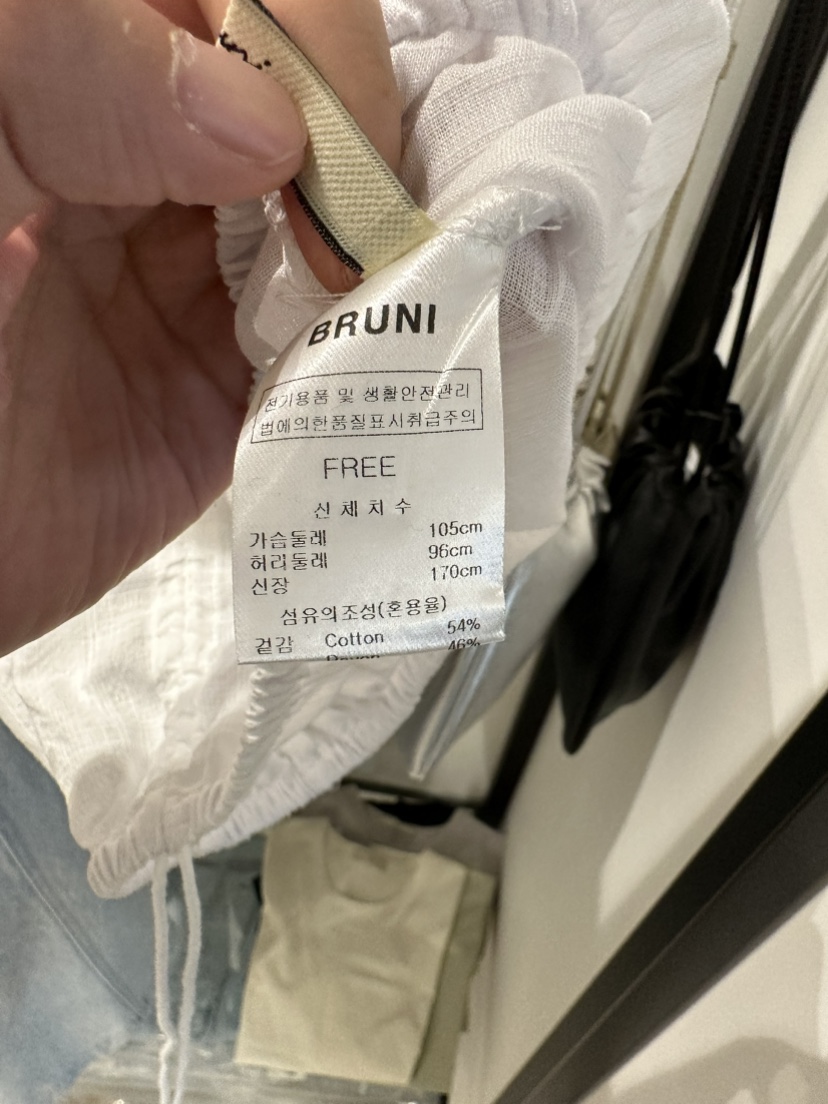 BRUNI
전기용품 및 생활안전관리
법에의한품질표시취급주의
FREE
신체치수
가슴둘레 105cm
허리둘레 96cm
신장 170cm
섬유의조성(혼용율)
겉감 Cotton 54%
46%